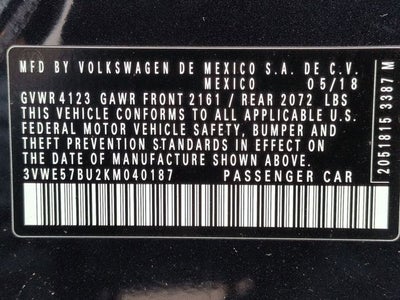 MFD BY VOLKSWAGEN DE MEXICO S.A. DE C.V.
MEXICO 05/18
GVWR 4123 GAWR FRONT 2161 / REAR 2072 LBS
THIS VEHICLE CONFORMS TO ALL APPLICABLE U.S.
FEDERAL MOTOR VEHICLE SAFETY, BUMPER AND
THEFT PREVENTION STANDARDS IN EFFECT ON
THE DATE OF MANUFACTURE SHOWN ABOVE
3VWE57BU2KM040187 PASSENGER CAR
2051815 3387 M